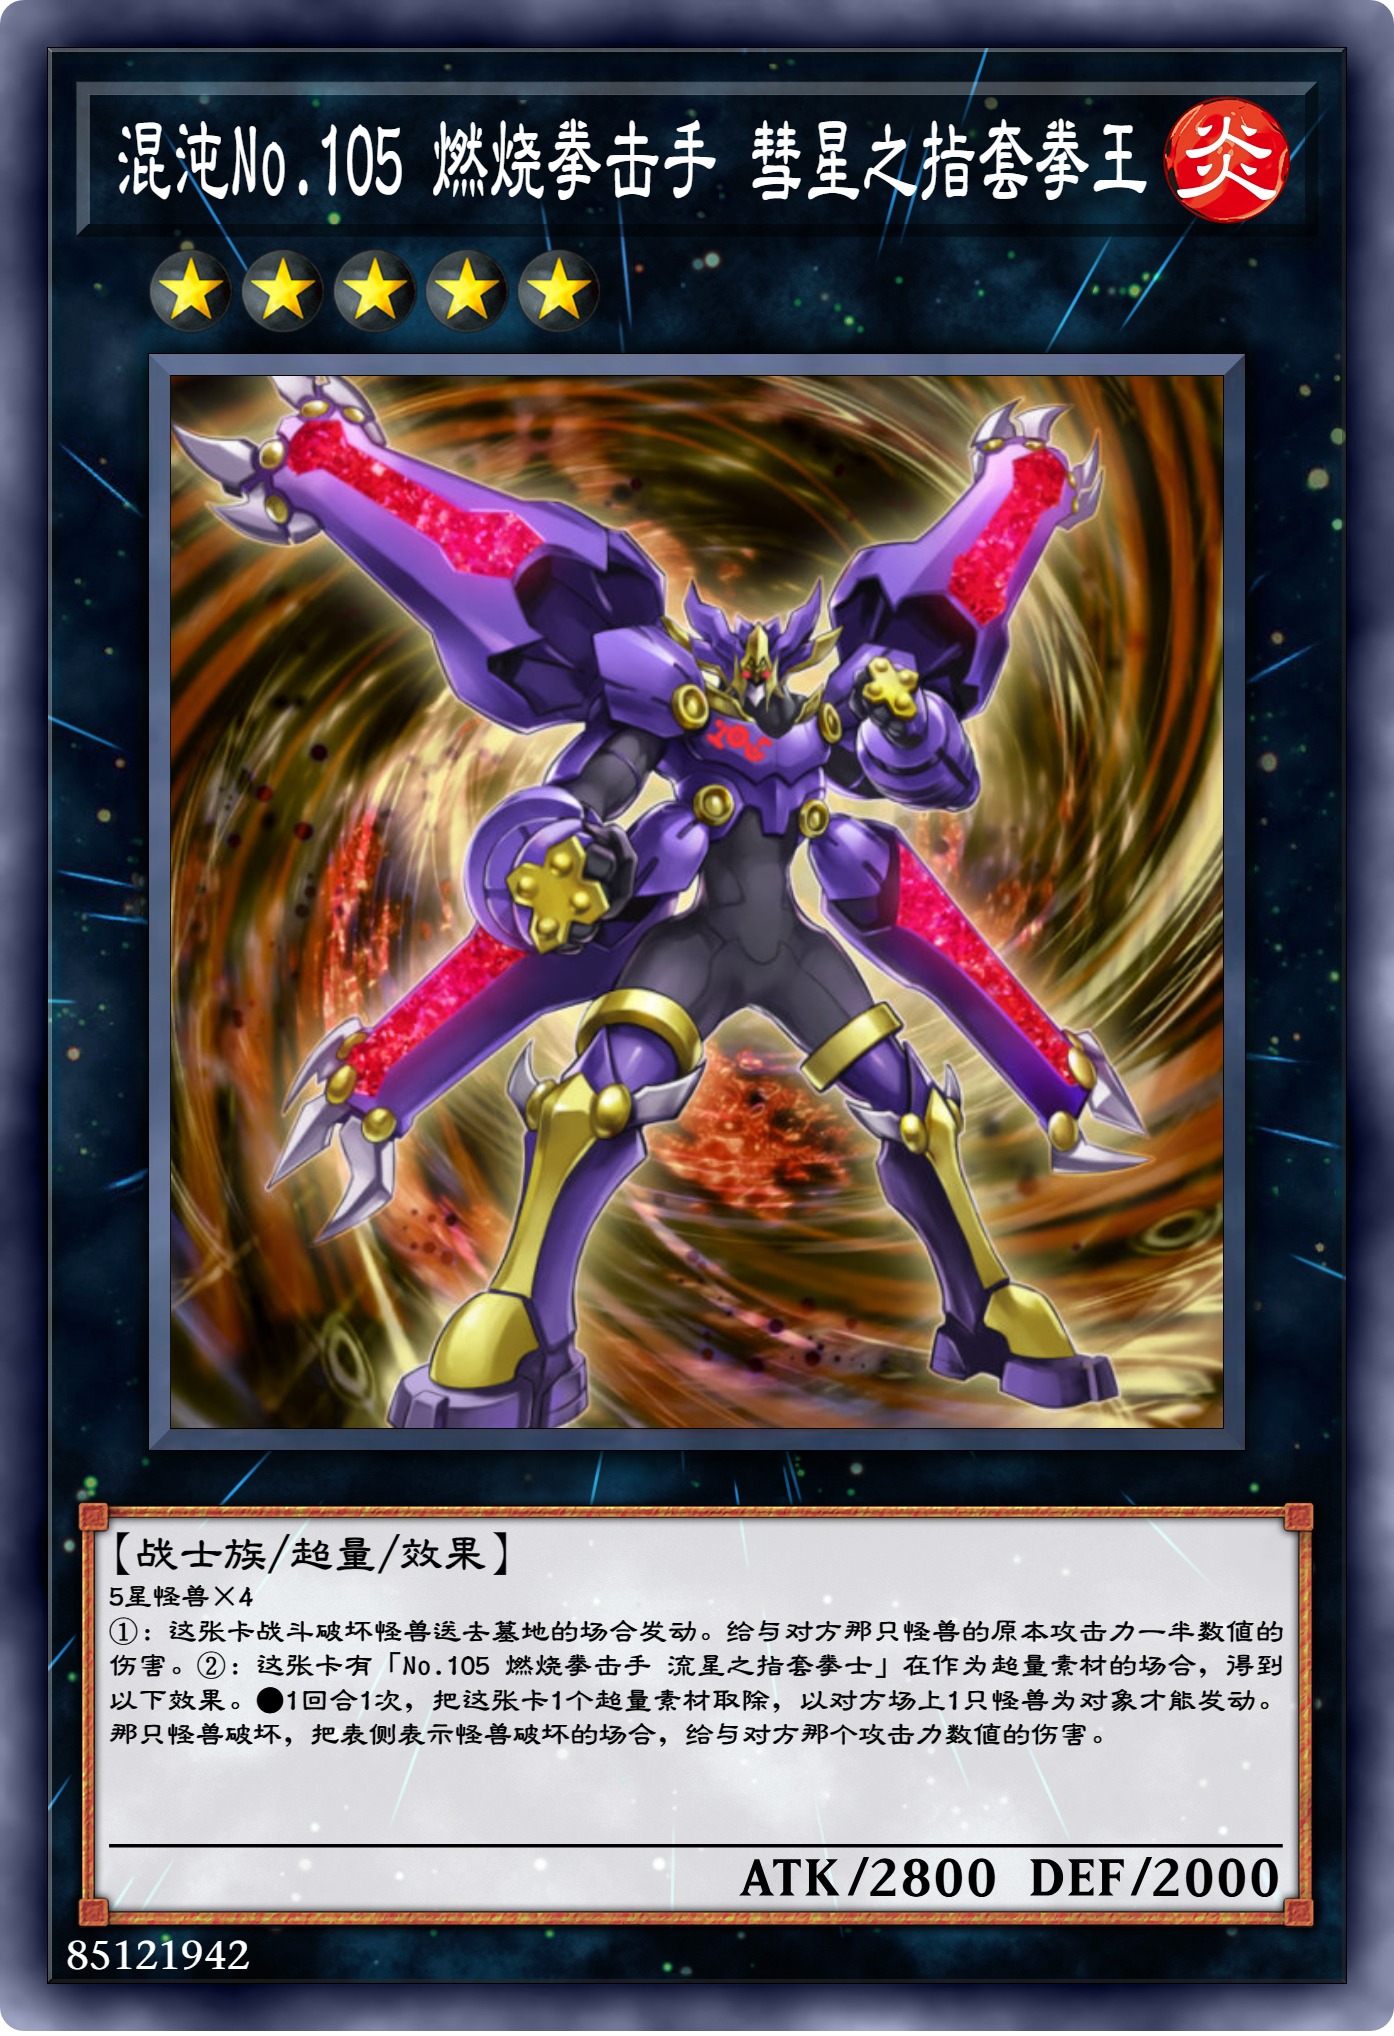 混沌No.105 燃烧拳击手 彗星之指套拳王
炎
105
【战士族/超量/效果】
5星怪兽×4
①：这张卡战斗破坏怪兽送去墓地的场合发动。给与对方那只怪兽的原本攻击力一半数值的
伤害。②：这张卡有「No.105 燃烧拳击手 流星之指套拳士」在作为超量素材的场合，得到
以下效果。●1回合1次，把这张卡1个超量素材取除，以对方场上1只怪兽为对象才能发动。
那只怪兽破坏，把表侧表示怪兽破坏的场合，给与对方那个攻击力数值的伤害。
ATK/2800 DEF/2000
85121942